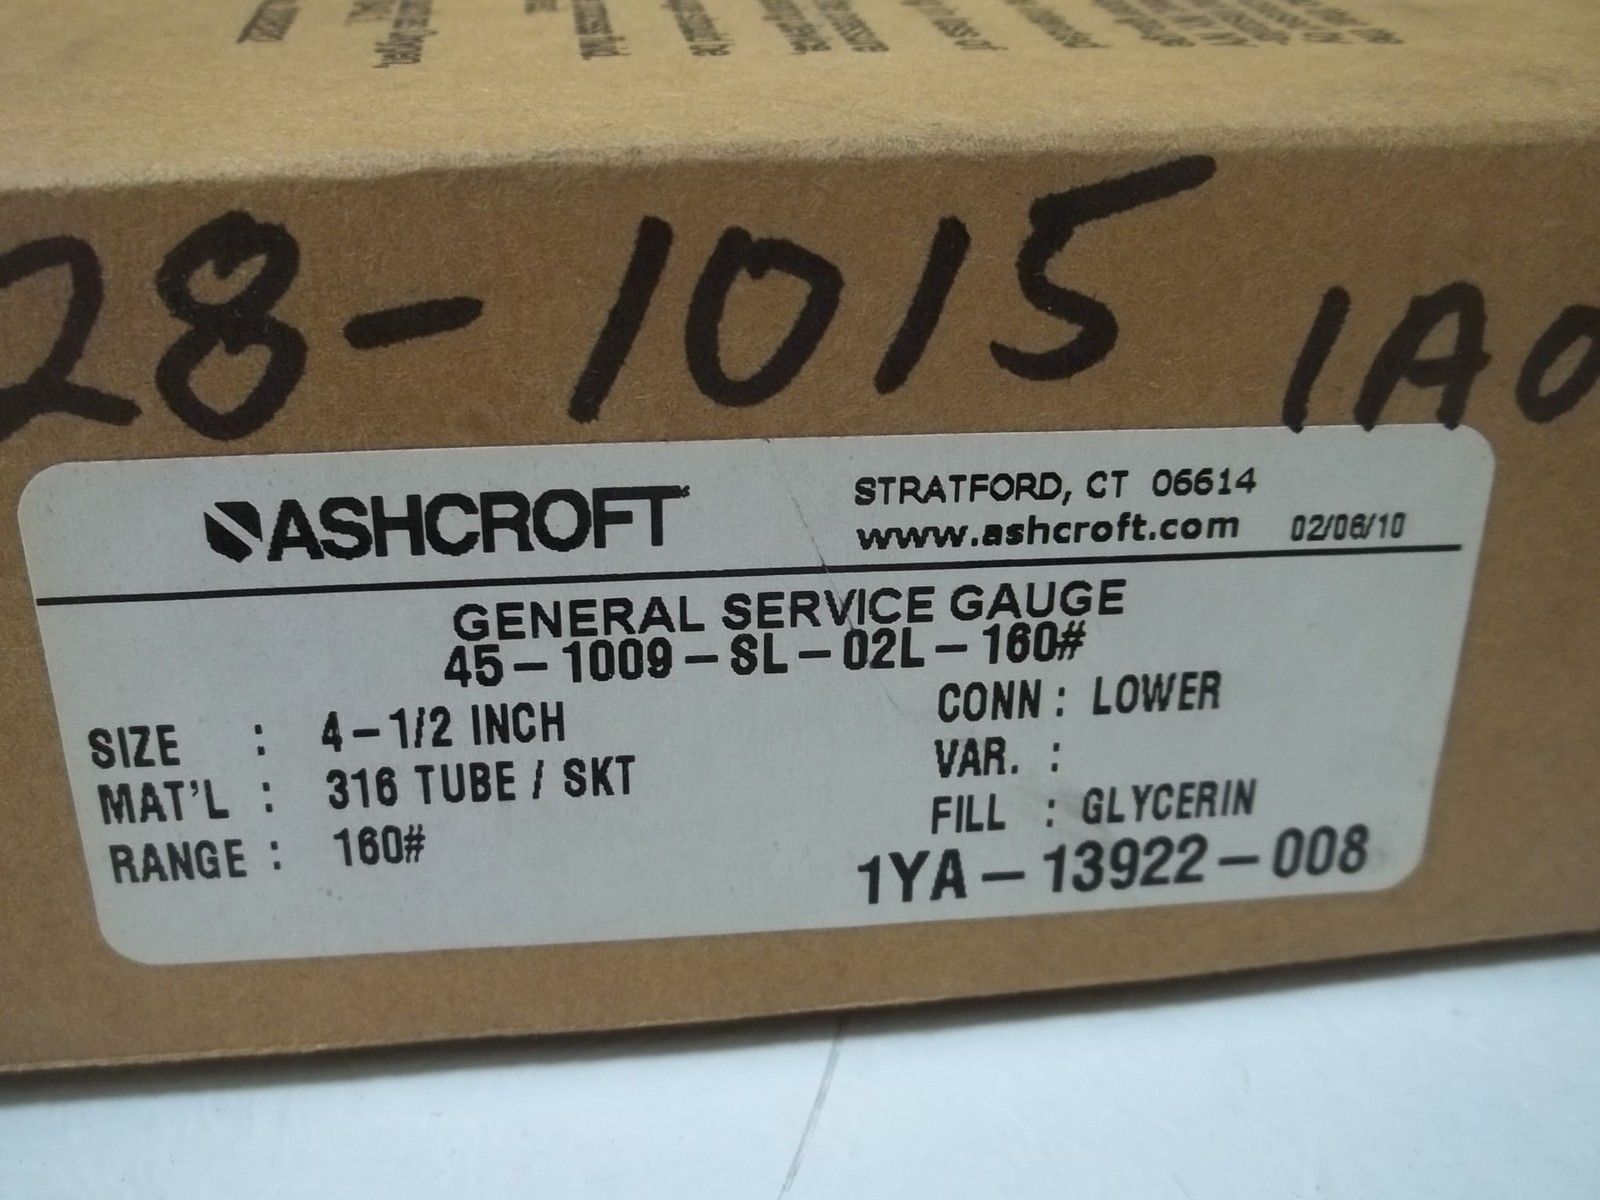 28-1015 1A0
ASHCROFT
STRATFORD, CT 06614
www.ashcroft.com 02/06/10
GENERAL SERVICE GAUGE
45-1009-SL-02L-160#
SIZE : 4-1/2 INCH
MAT'L : 316 TUBE / SKT
RANGE : 160#
CONN : LOWER
VAR. :
FILL : GLYCERIN
1YA-13922-008